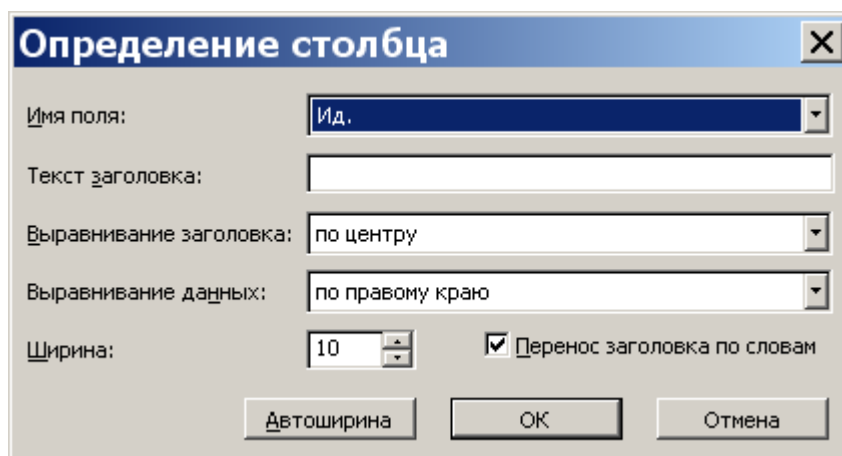 Определение столбца
Имя поля: Ид.
Текст заголовка:
Выравнивание заголовка: по центру
Выравнивание данных: по правому краю
Ширина: 10 Перенос заголовка по словам
Автоширина ОК Отмена